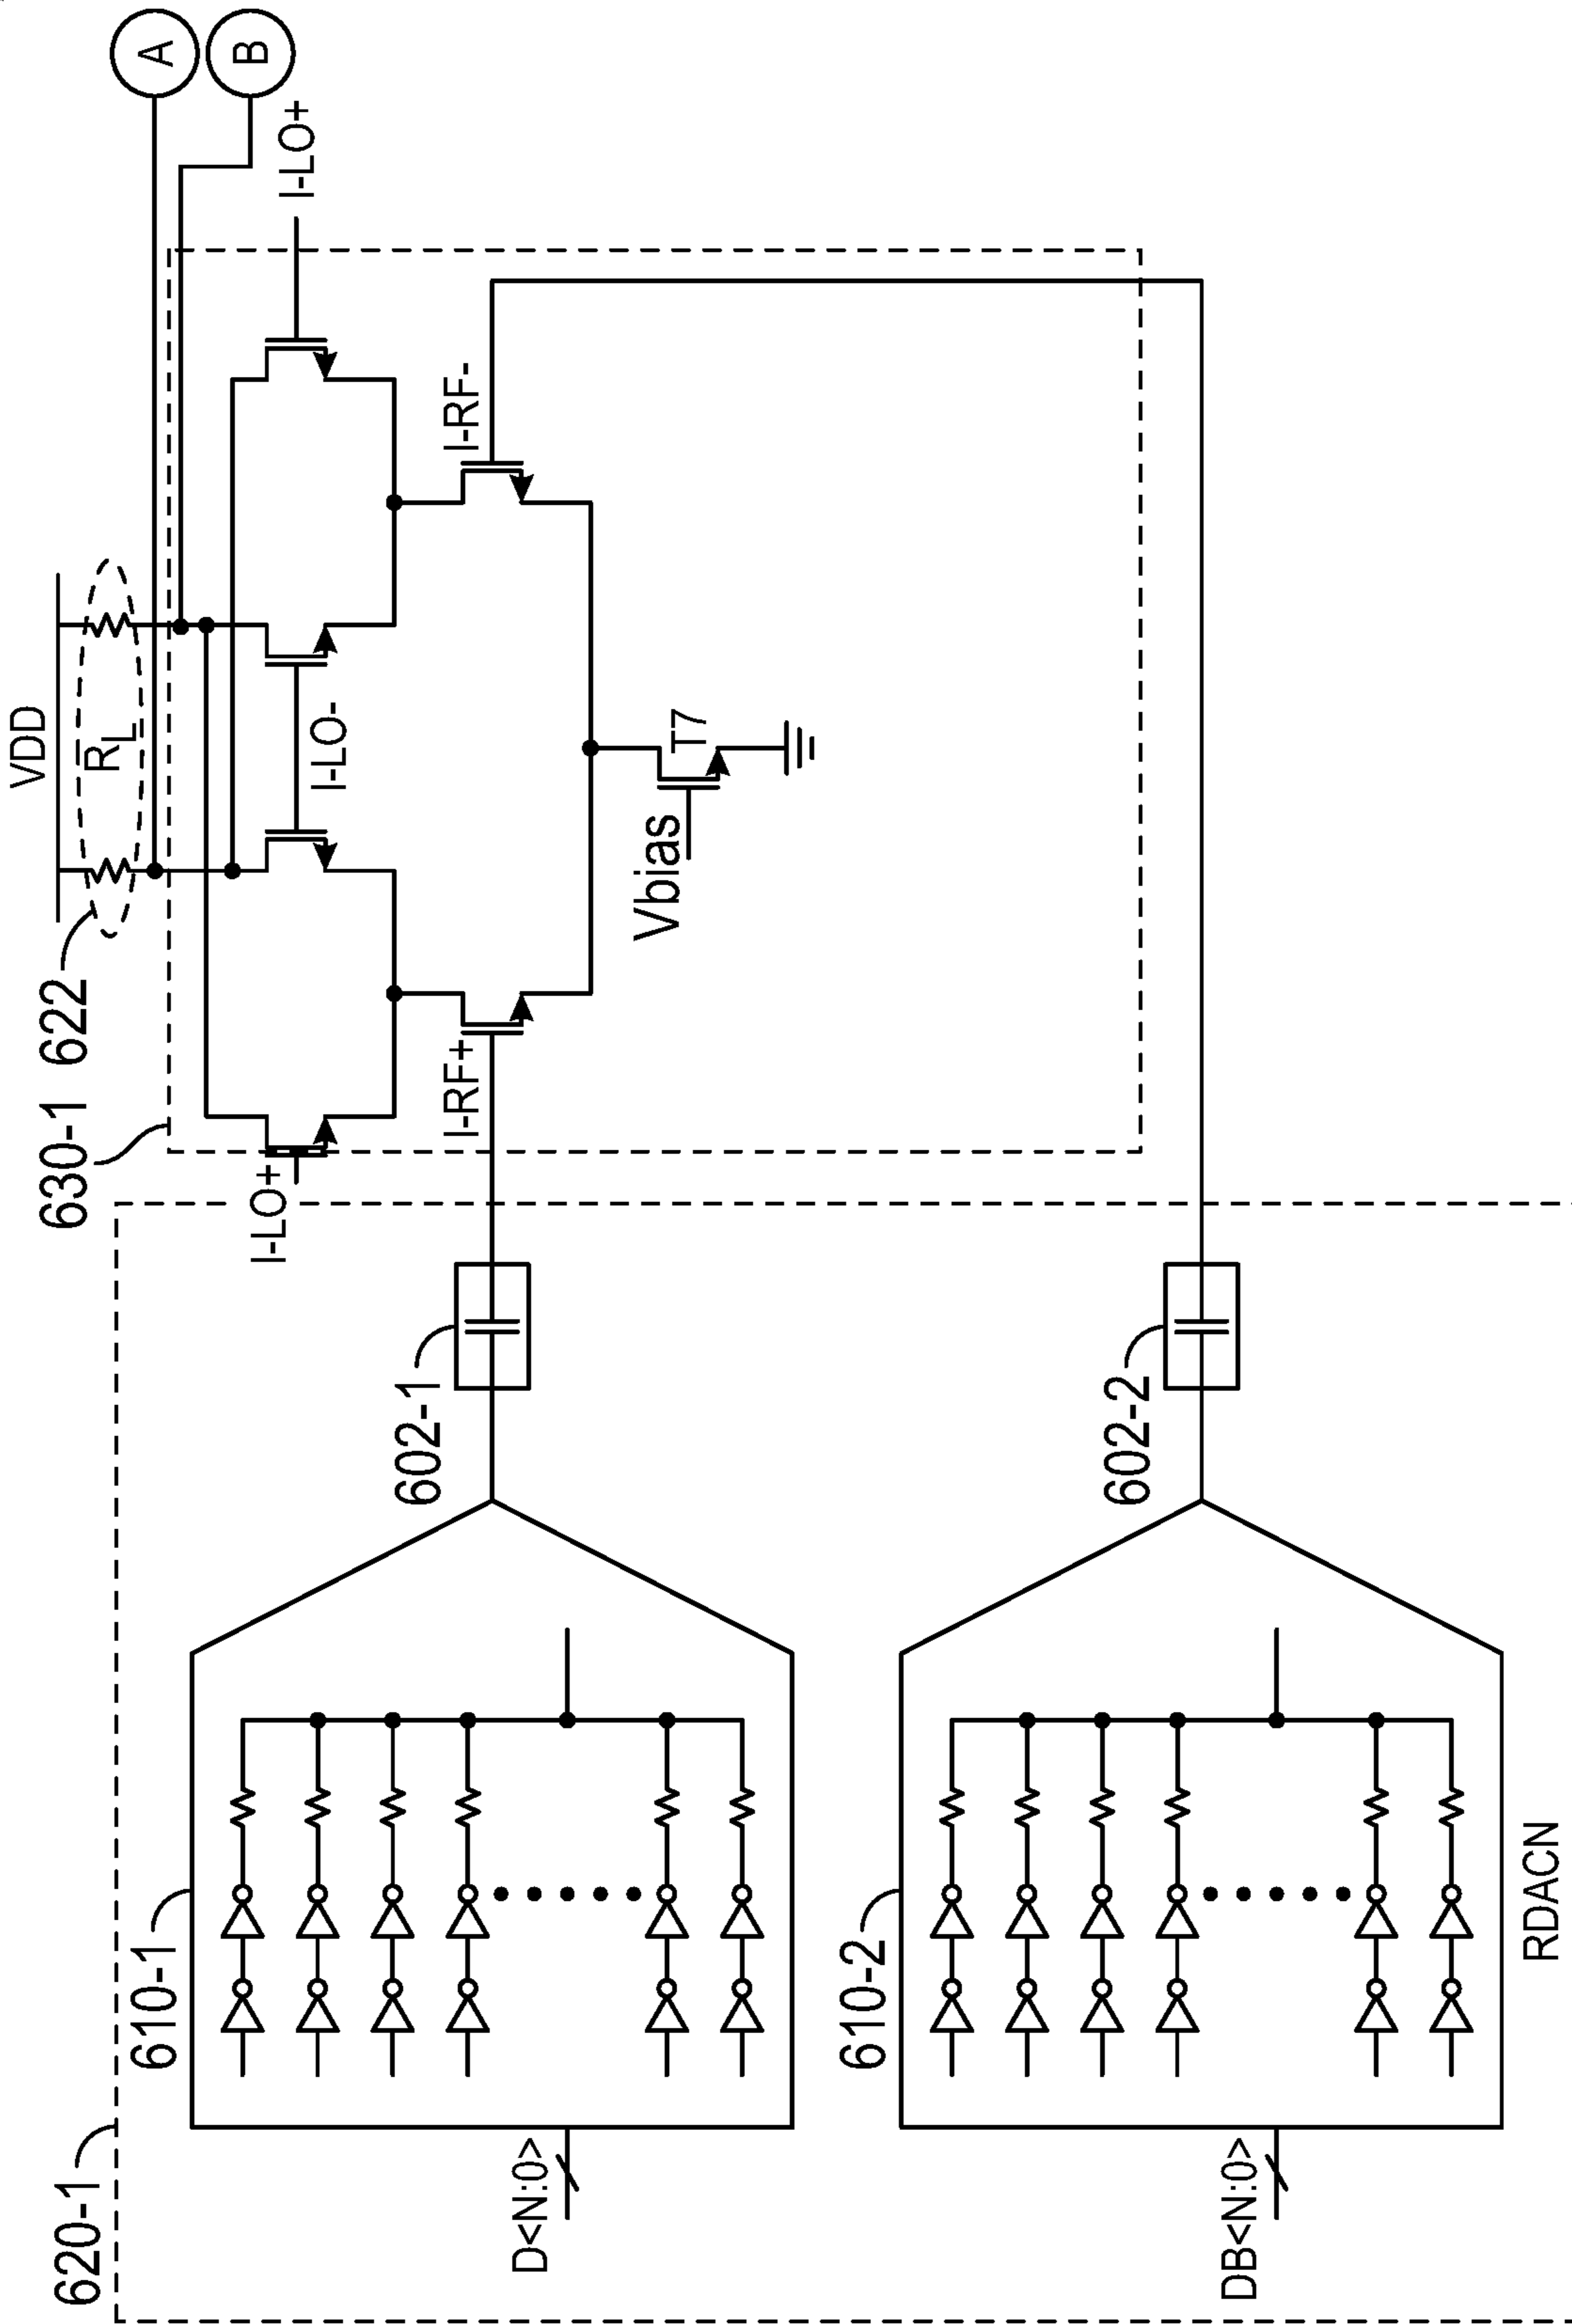 620-1
610-1
D<N:0>
610-2
DB<N:0>
RDACN
602-1
602-2
630-1
622
VDD
RL
A
B
I-LO+
I-LO-
I-LO+
I-RF+
I-RF-
Vbias
T7